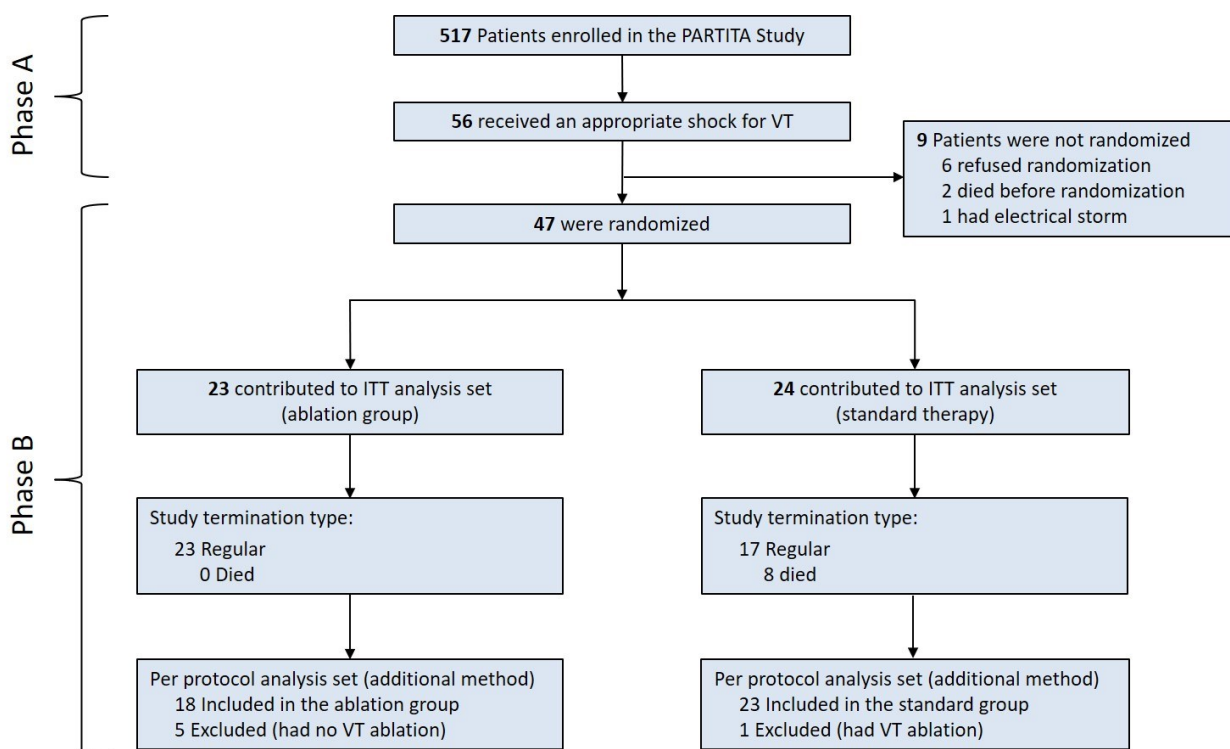 Phase A
517 Patients enrolled in the PARTITA Study
56 received an appropriate shock for VT
9 Patients were not randomized
6 refused randomization
2 died before randomization
1 had electrical storm
Phase B
47 were randomized
23 contributed to ITT analysis set
(ablation group)
24 contributed to ITT analysis set
(standard therapy)
Study termination type:
23 Regular
0 Died
Study termination type:
17 Regular
8 died
Per protocol analysis set (additional method)
18 Included in the ablation group
5 Excluded (had no VT ablation)
Per protocol analysis set (additional method)
23 Included in the standard group
1 Excluded (had VT ablation)